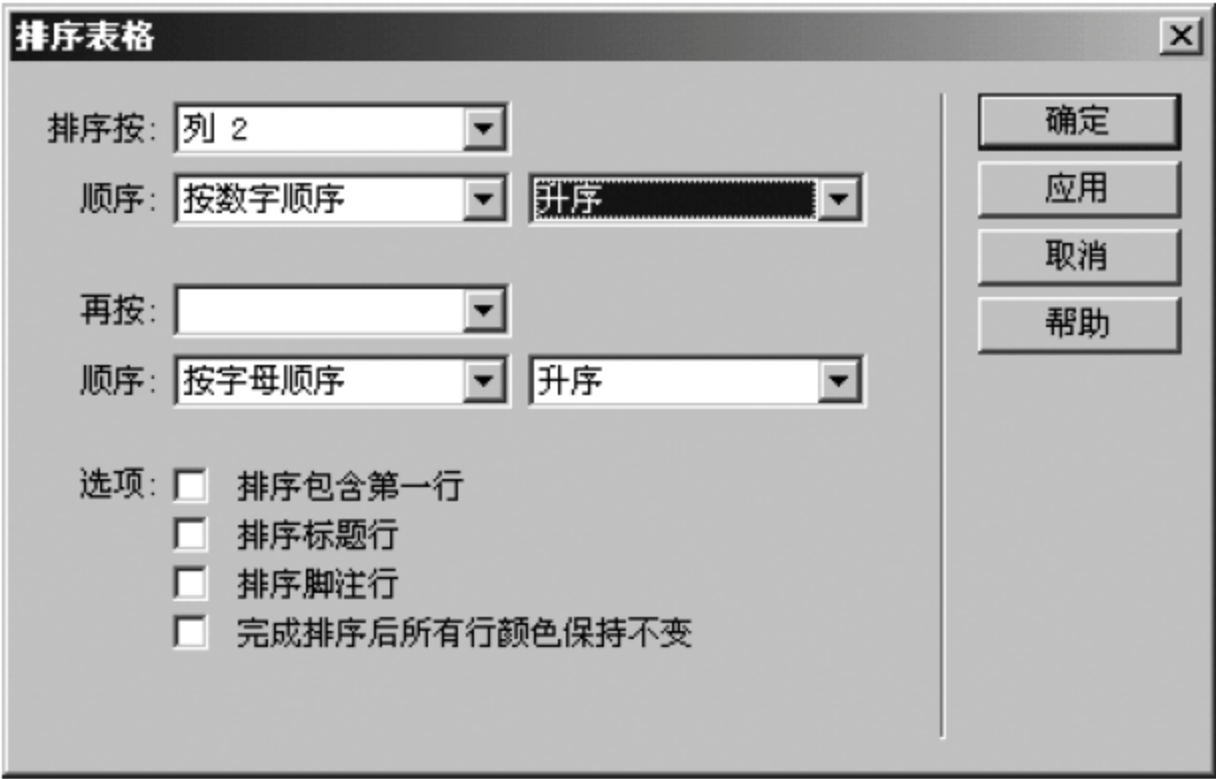 排序表格
排序按: 列 2
顺序: 按数字顺序 升序
再按:
顺序: 按字母顺序 升序
选项: 排序包含第一行
排序标题行
排序脚注行
完成排序后所有行颜色保持不变
确定
应用
取消
帮助